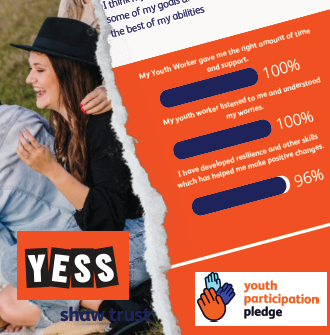 I think
some of my goals
the best of my abilities
My Youth Worker gave me the right amount of time
and support.
100%
My youth worker listened to me and understood
my worries.
100%
I have developed resilience and other skills
which has helped me make positive changes.
96%
YESS
shaw trust
youth
participation
pledge